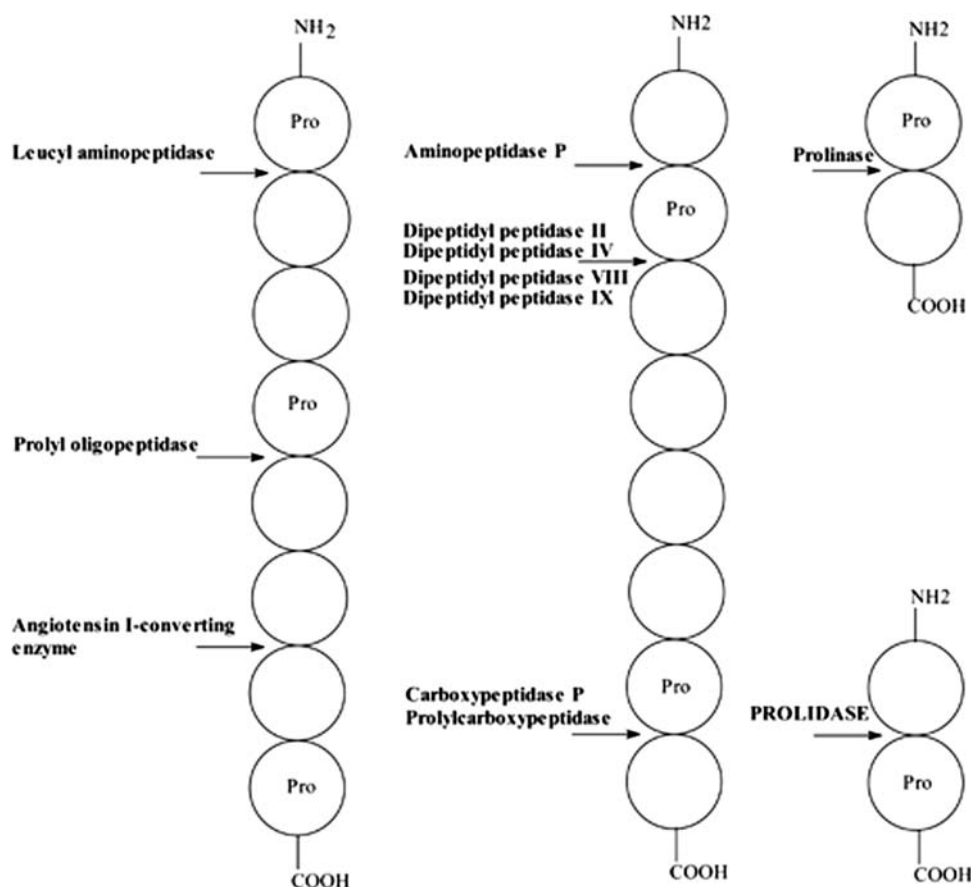 NH2
Pro
Leucyl aminopeptidase
Pro
Prolyl oligopeptidase
Angiotensin I-converting
enzyme
Pro
COOH
NH2
Aminopeptidase P
Pro
Dipeptidyl peptidase II
Dipeptidyl peptidase IV
Dipeptidyl peptidase VIII
Dipeptidyl peptidase IX
Carboxypeptidase P
Prolylcarboxypeptidase
Pro
COOH
NH2
Pro
Prolinase
COOH
NH2
PROLIDASE
Pro
COOH